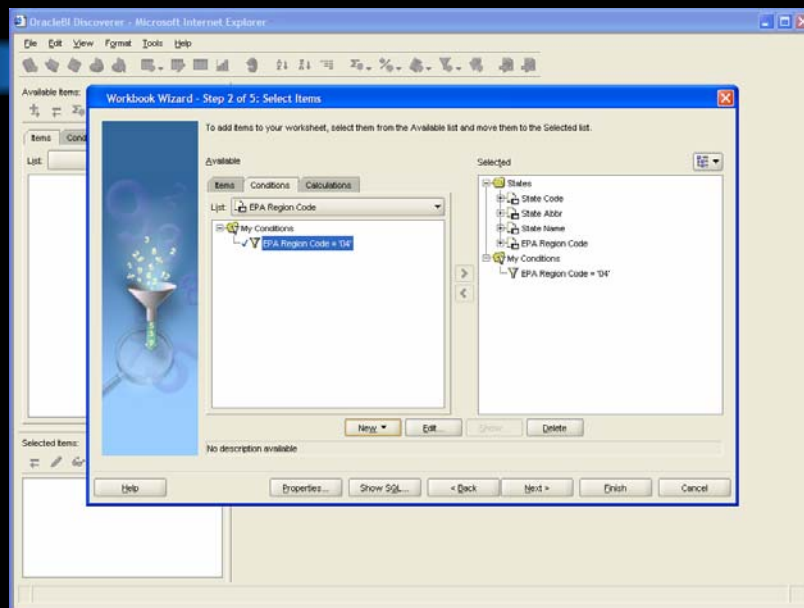 OracleBI Discoverer - Microsoft Internet Explorer
File Edit View Format Tools Help
Available Items:
Items
List:
Selected Items:
Workbook Wizard - Step 2 of 5: Select Items
To add items to your worksheet, select them from the Available list and move them to the Selected list.
Available
Items Conditions Calculations
List: EPA Region Code
My Conditions
EPA Region Code = '04'
Selected
States
State Code
State Abbr
State Name
EPA Region Code
My Conditions
EPA Region Code = '04'
New Edit... Show... Delete
No description available
Help Properties... Show SQL... < Back Next > Finish Cancel